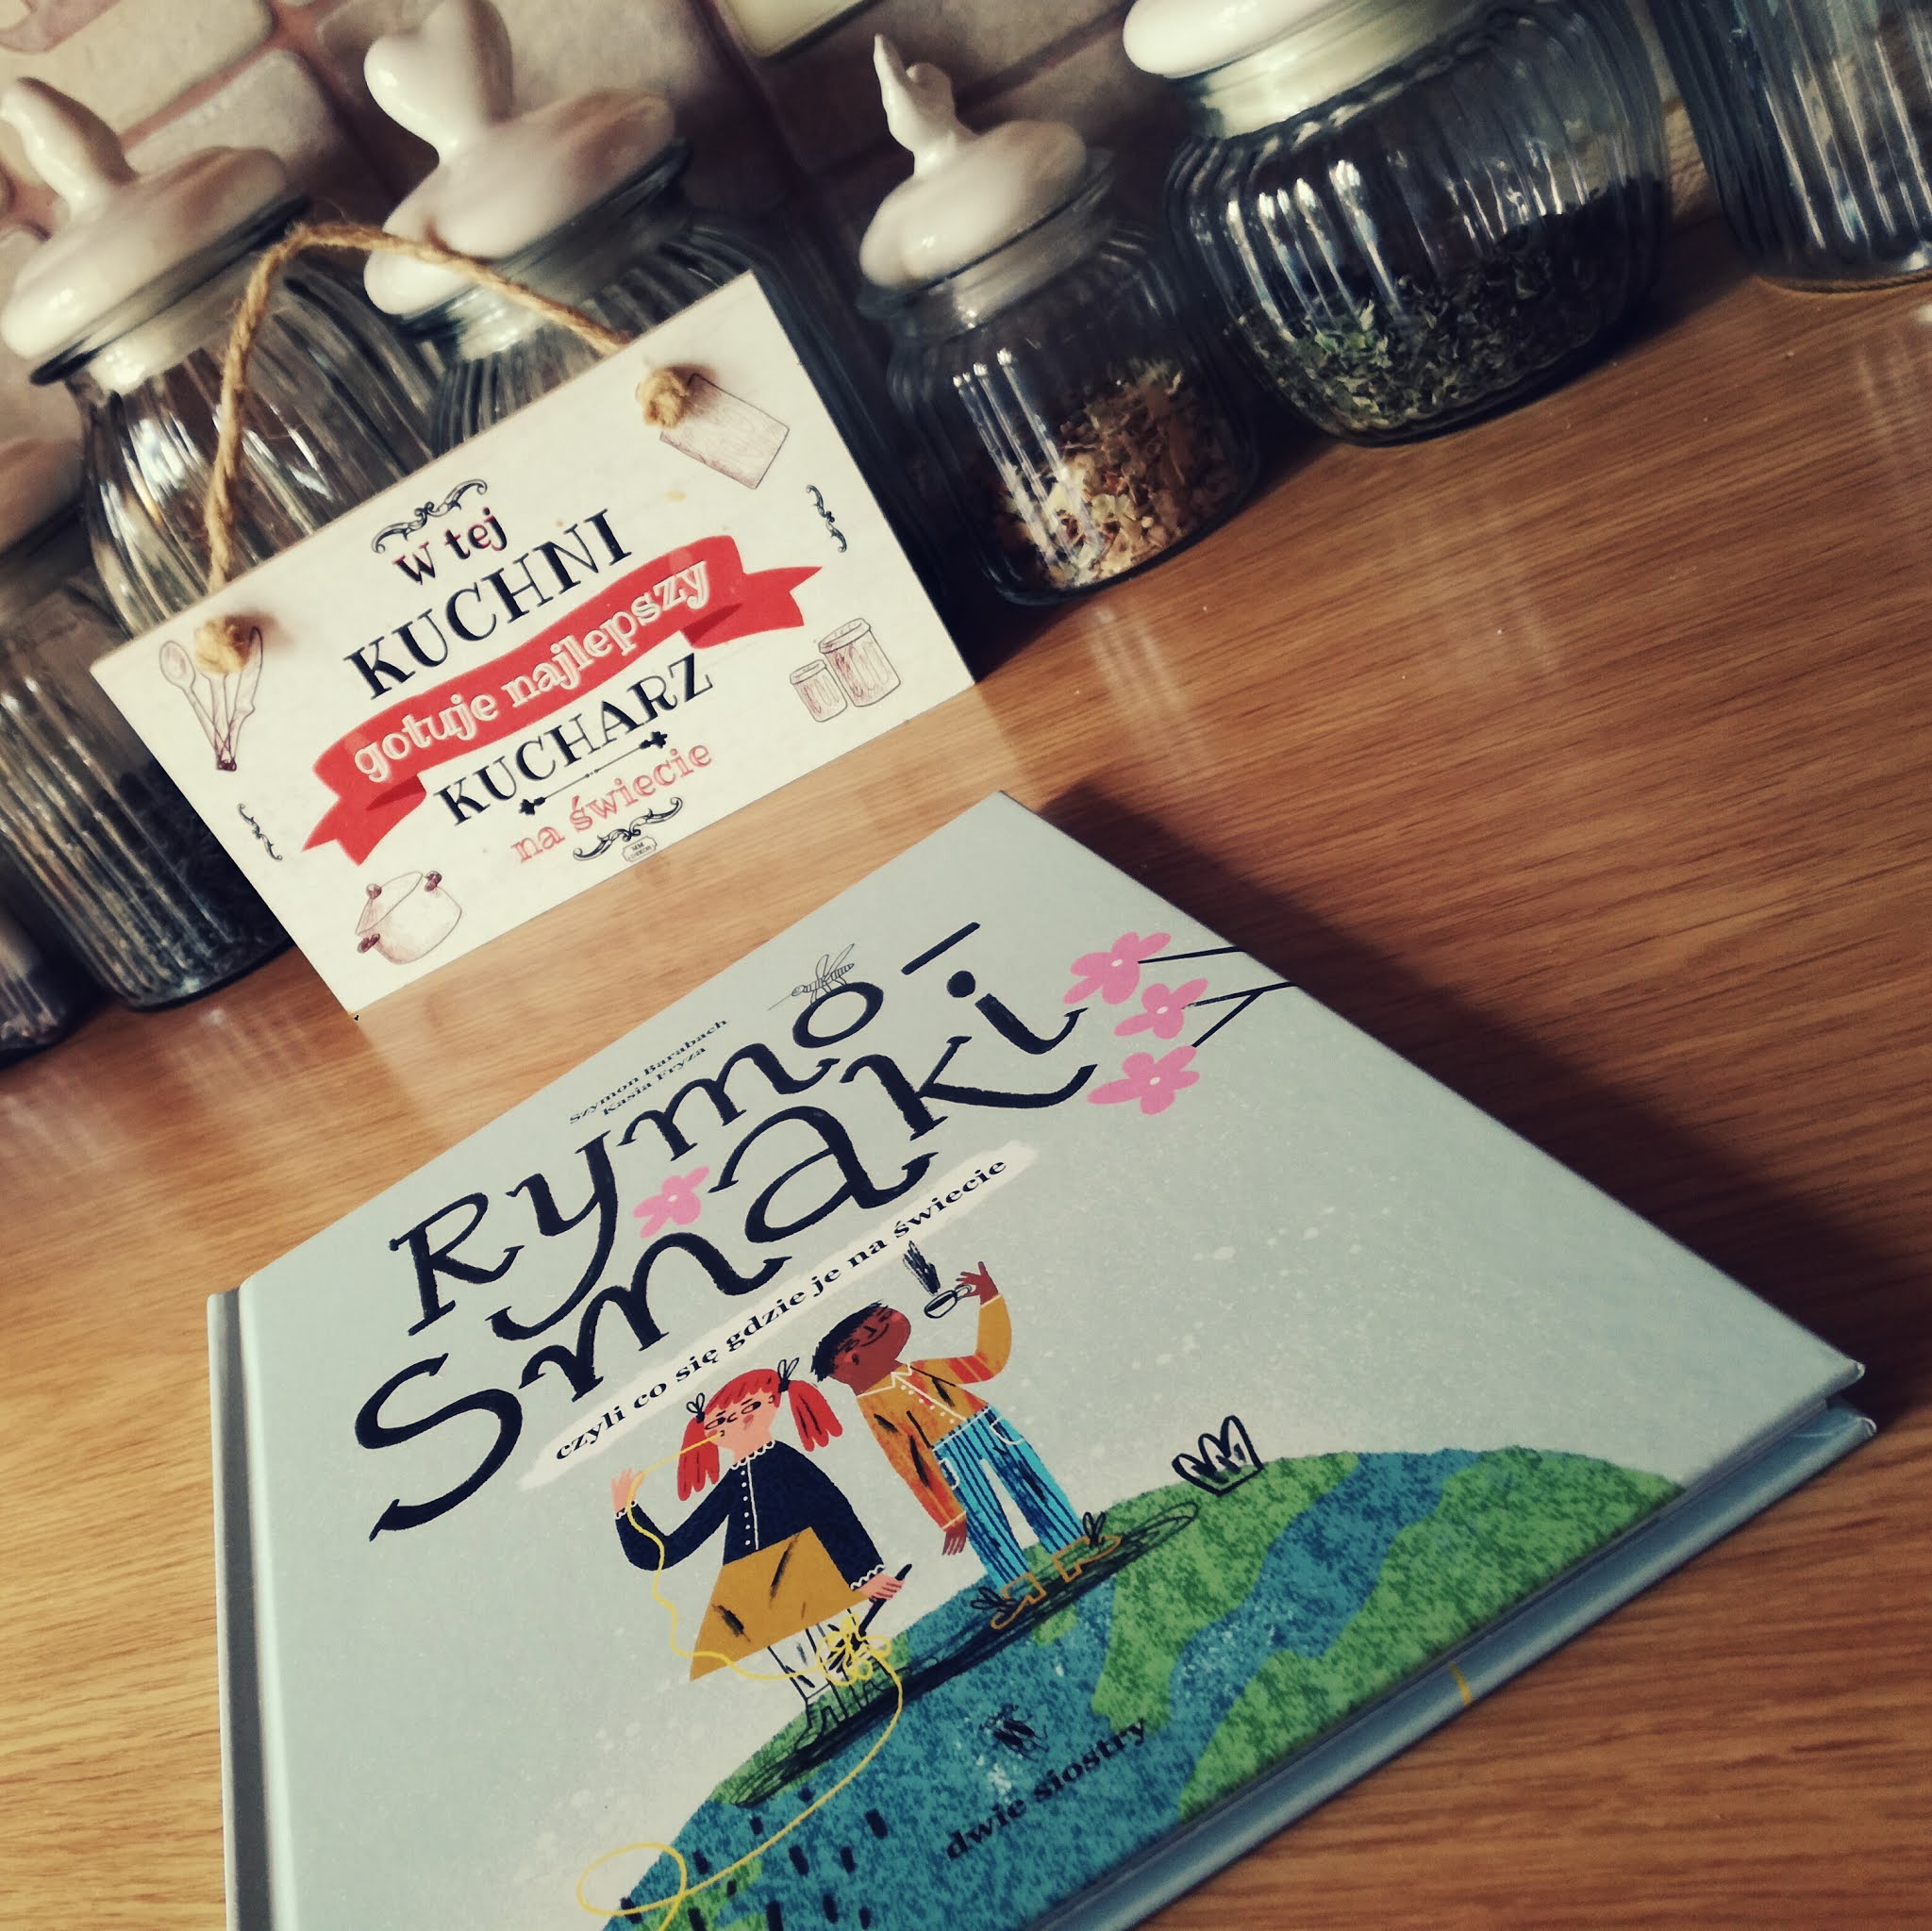 W tej
KUCHNI
gotuje najlepszy
KUCHARZ
na świecie
Szymon Barabach
Kasia Fryza
Rymo-
Smaki
czyli co się gdzie je na świecie
dwie siostry